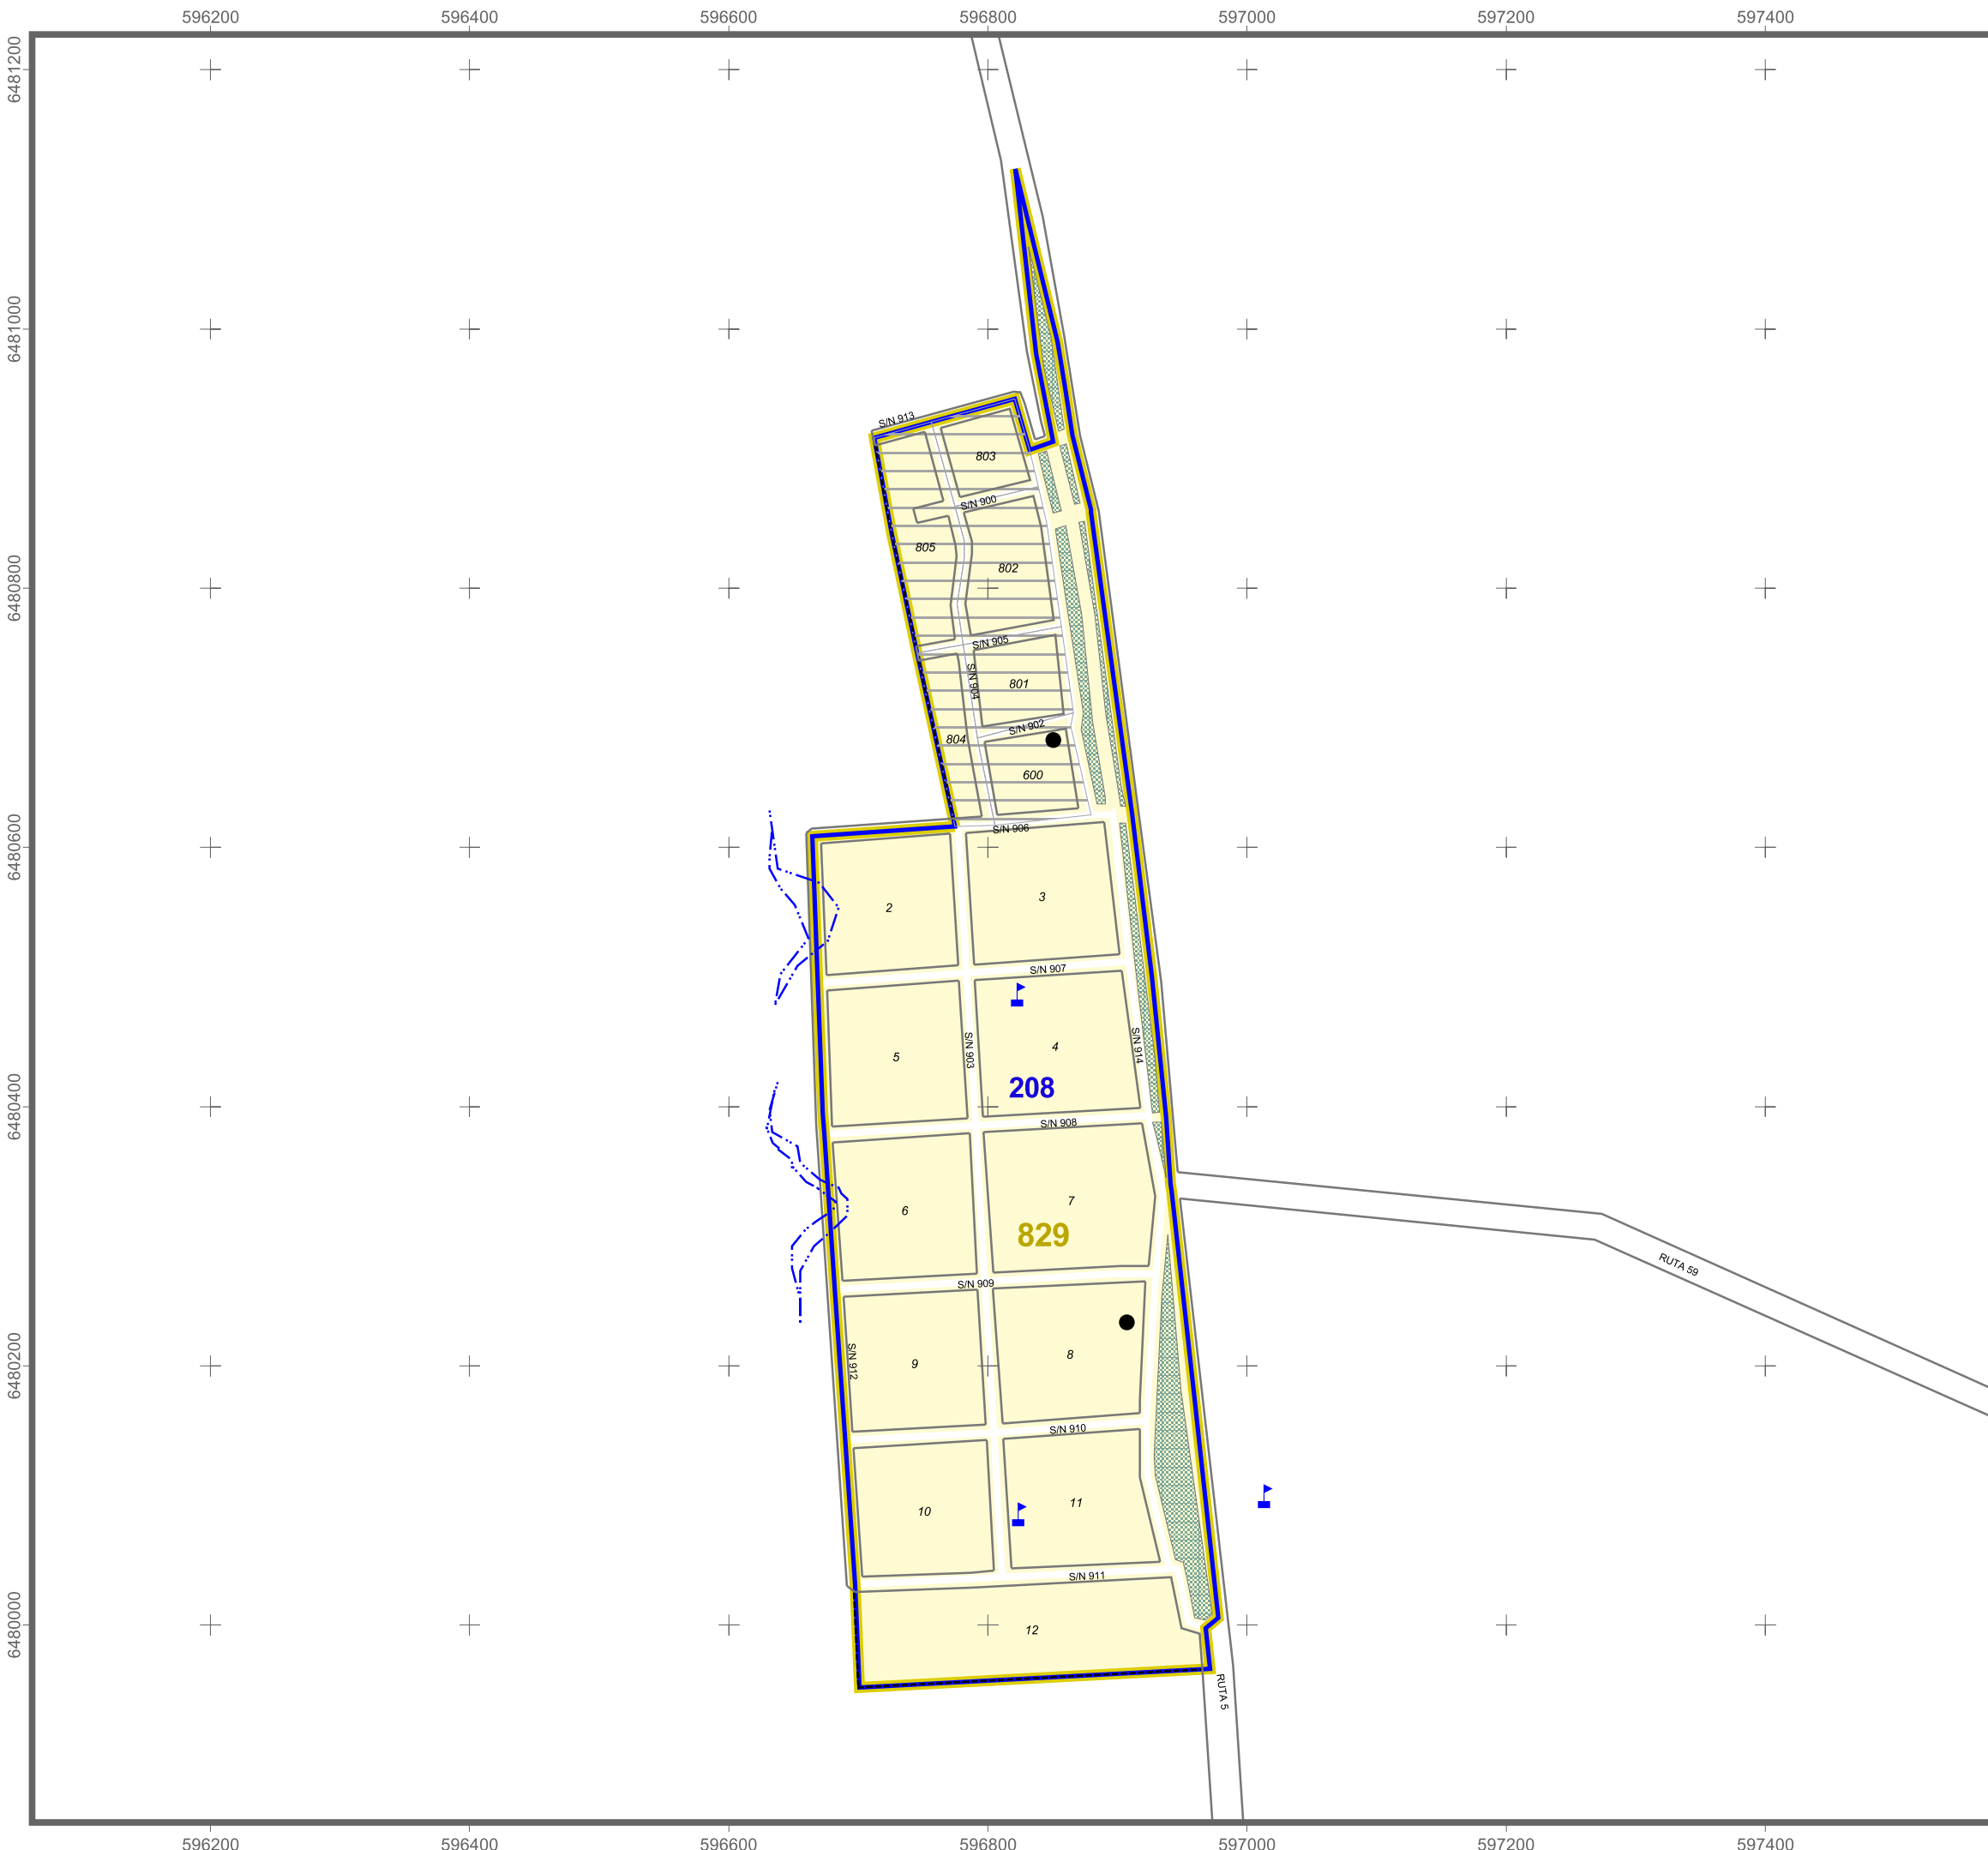 596200 596400 596600 596800 597000 597200 597400
6481200
6481000
S/N 913
803
S/N 900
805
802
6480800
S/N 905
S/N 904
801
S/N 902
804
600
S/N 906
6480600
3
2
S/N 907
S/N 903
S/N 914
4
5
208
6480400
S/N 908
7
6
829
RUTA 59
S/N 909
S/N 912
8
9
6480200
S/N 910
11
10
S/N 911
6480000
12
RUTA 5
596200 596400 596600 596800 597000 597200 597400